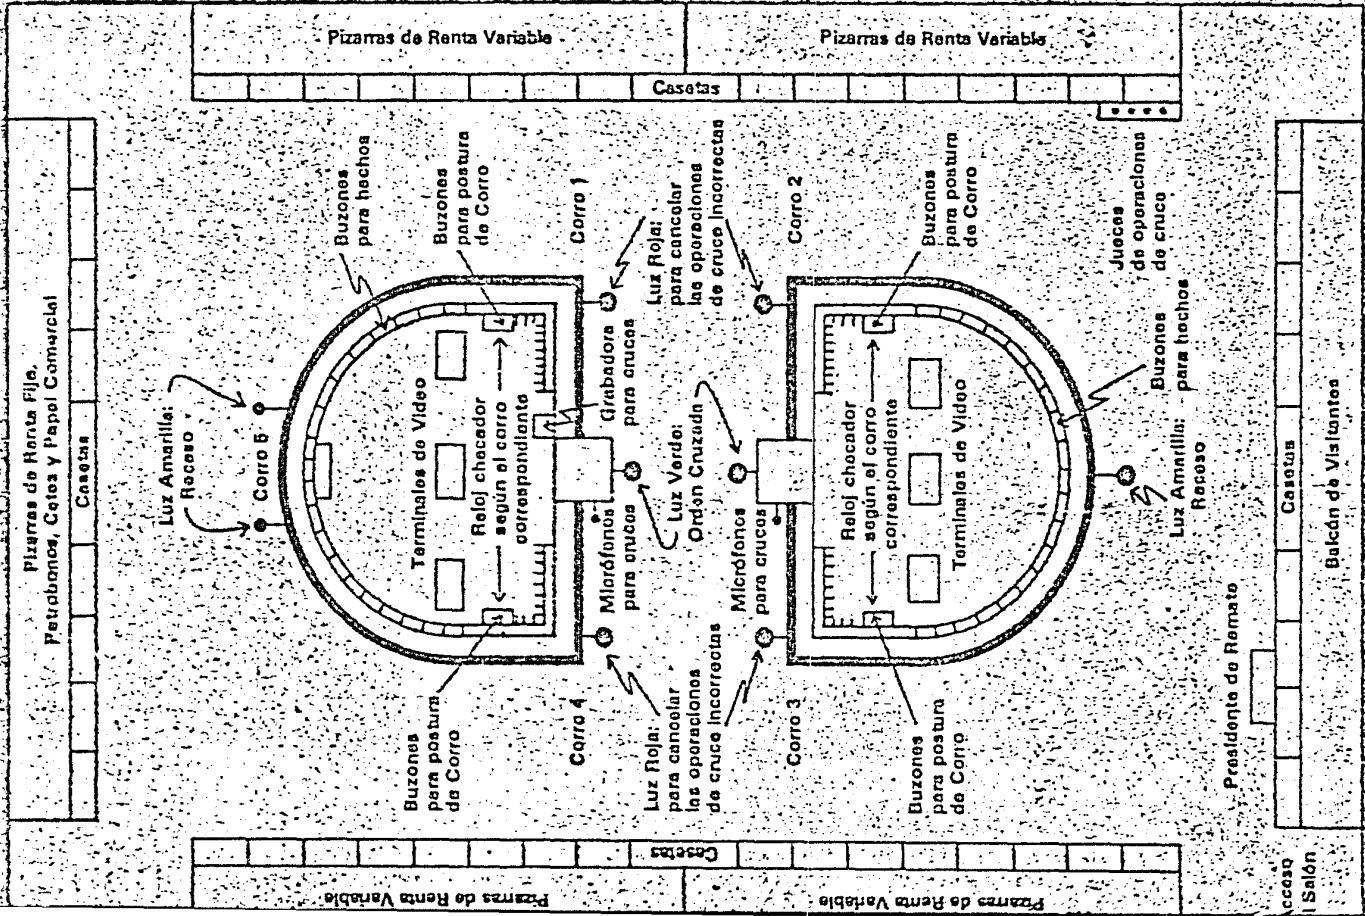 Pizarras de Renta Variable
Pizarras de Renta Variable
Casetas
Pizarras de Renta Fija,
Petrobonos, Cetes y Papel Comercial
Casetas
Luz Amarilla:
Receso
Corro 5
Buzones
para hechos
Buzones
para postura
de Corro
Corro 1
Terminales de Video
Reloj checador
según el corro
correspondiente
Grabadora
para cruces
Micrófonos
para cruces
Buzones
para postura
de Corro
Corro 4
Luz Roja:
para cancelar
las operaciones
de cruce incorrectas
Luz Verde:
Orden Cruzada
Luz Roja:
para cancelar
las operaciones
de cruce incorrectas
Corro 2
Micrófonos
para cruces
Corro 3
Reloj checador
según el corro
correspondiente
Terminales de Video
Buzones
para postura
de Corro
Buzones
para postura
de Corro
Jueces
de operaciones
de cruce
Buzones
para hechos
Luz Amarilla:
Receso
Presidente de Remate
Casetas
Balcón de Visitantes
Casetas
Pizarras de Renta Variable
Pizarras de Renta Variable
Salón